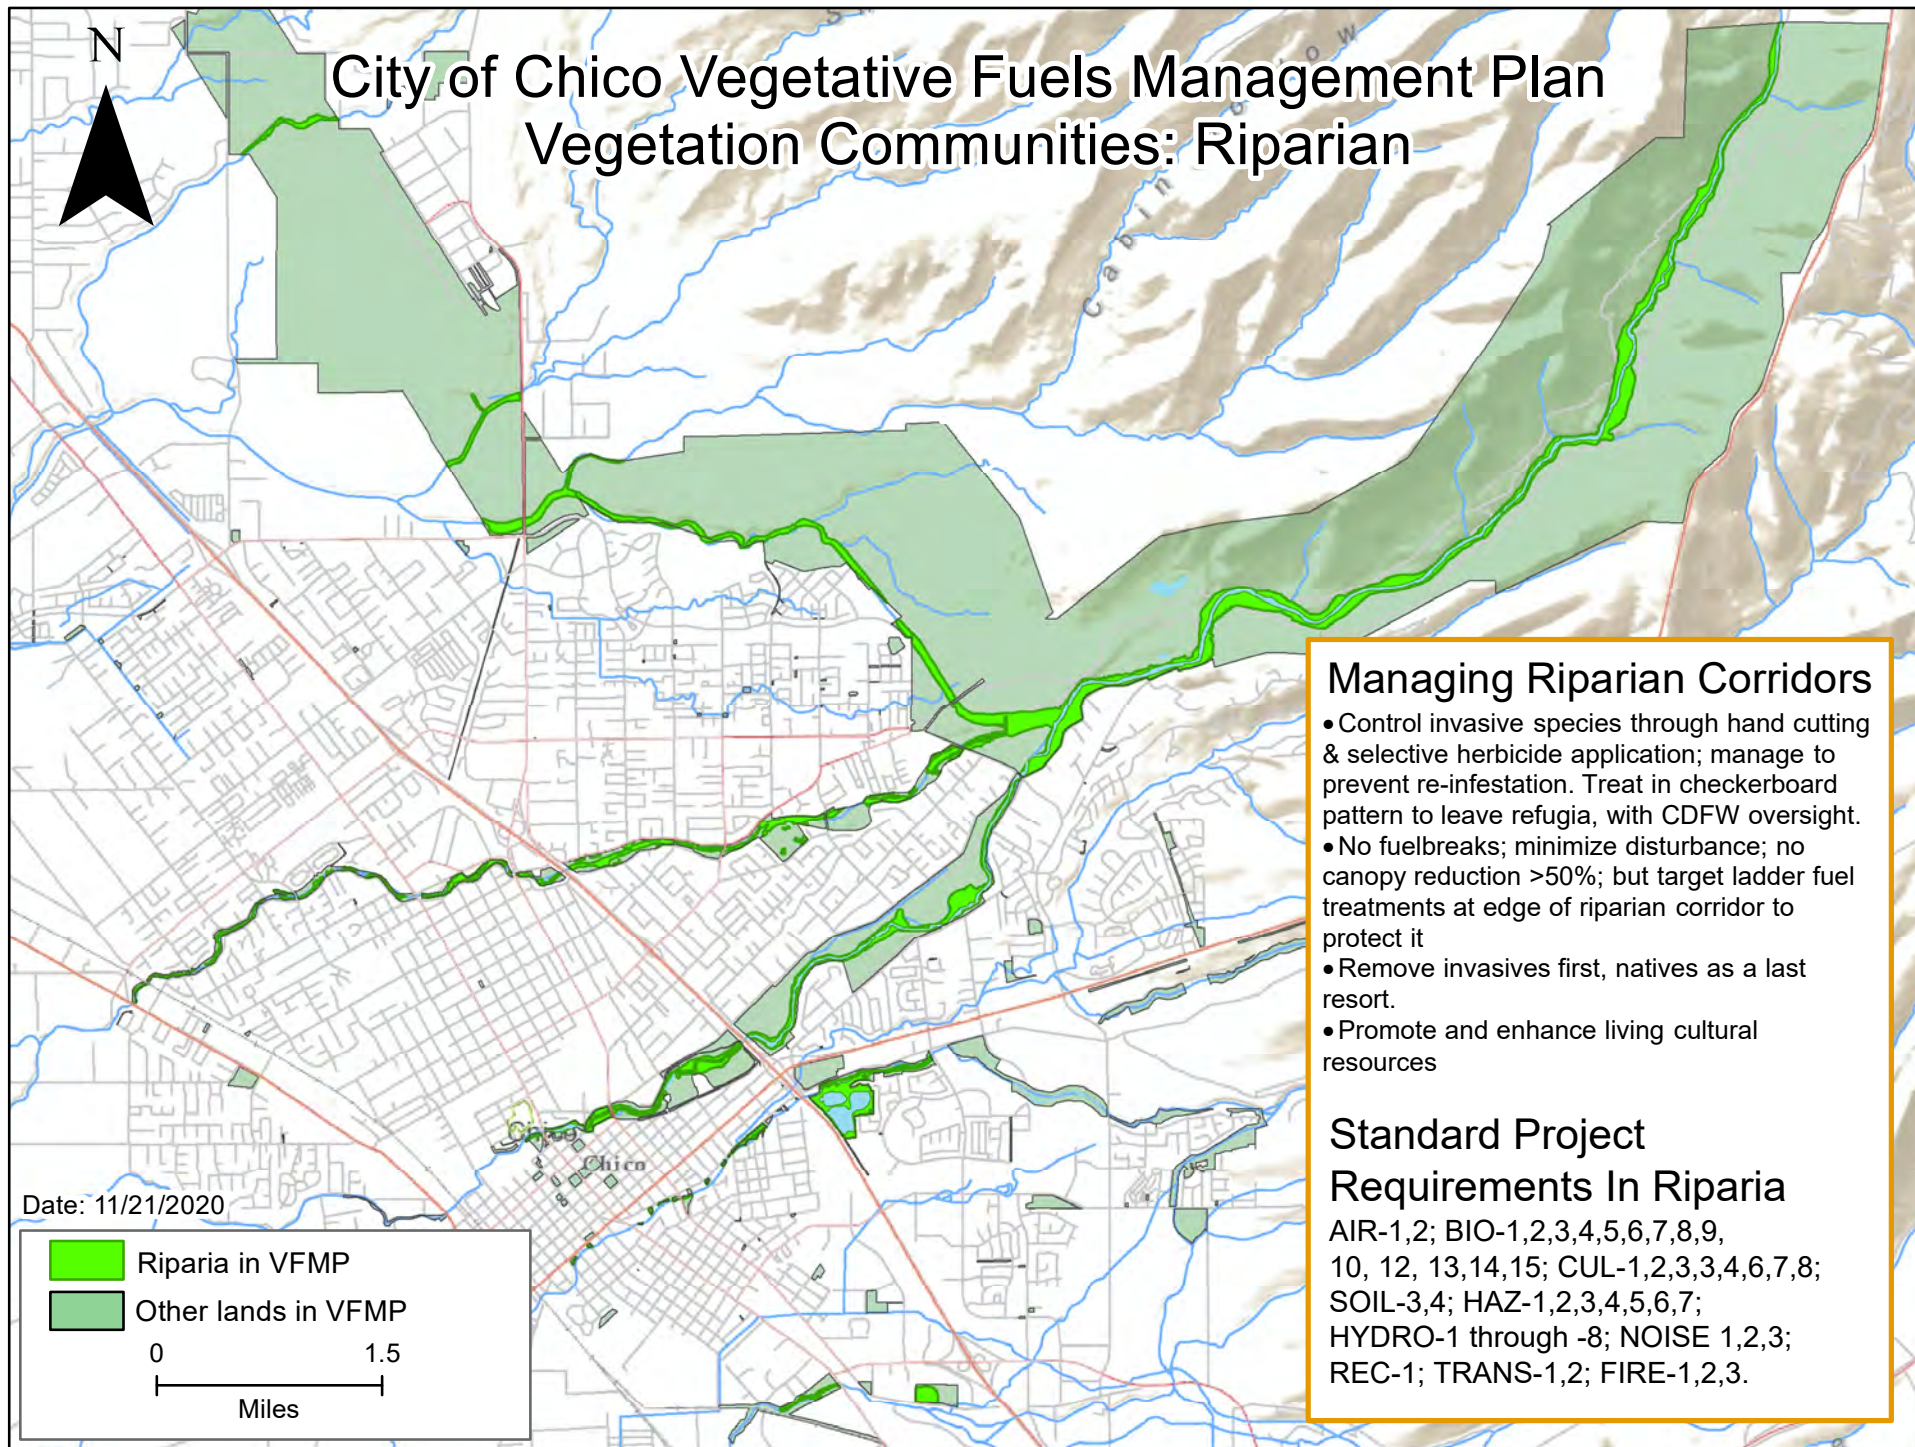 N
City of Chico Vegetative Fuels Management Plan
Vegetation Communities: Riparian
Cabin
ow
Managing Riparian Corridors
•Control invasive species through hand cutting
& selective herbicide application; manage to
prevent re-infestation. Treat in checkerboard
pattern to leave refugia, with CDFW oversight.
•No fuelbreaks; minimize disturbance; no
canopy reduction >50%; but target ladder fuel
treatments at edge of riparian corridor to
protect it
•Remove invasives first, natives as a last
resort.
•Promote and enhance living cultural
resources
Standard Project
Requirements In Riparia
AIR-1,2; BIO-1,2,3,4,5,6,7,8,9,
10, 12, 13,14,15; CUL-1,2,3,3,4,6,7,8;
SOIL-3,4; HAZ-1,2,3,4,5,6,7;
HYDRO-1 through -8; NOISE 1,2,3;
REC-1; TRANS-1,2; FIRE-1,2,3.
Chico
Chico
Date: 11/21/2020
Riparia in VFMP
Other lands in VFMP
0 1.5
Miles